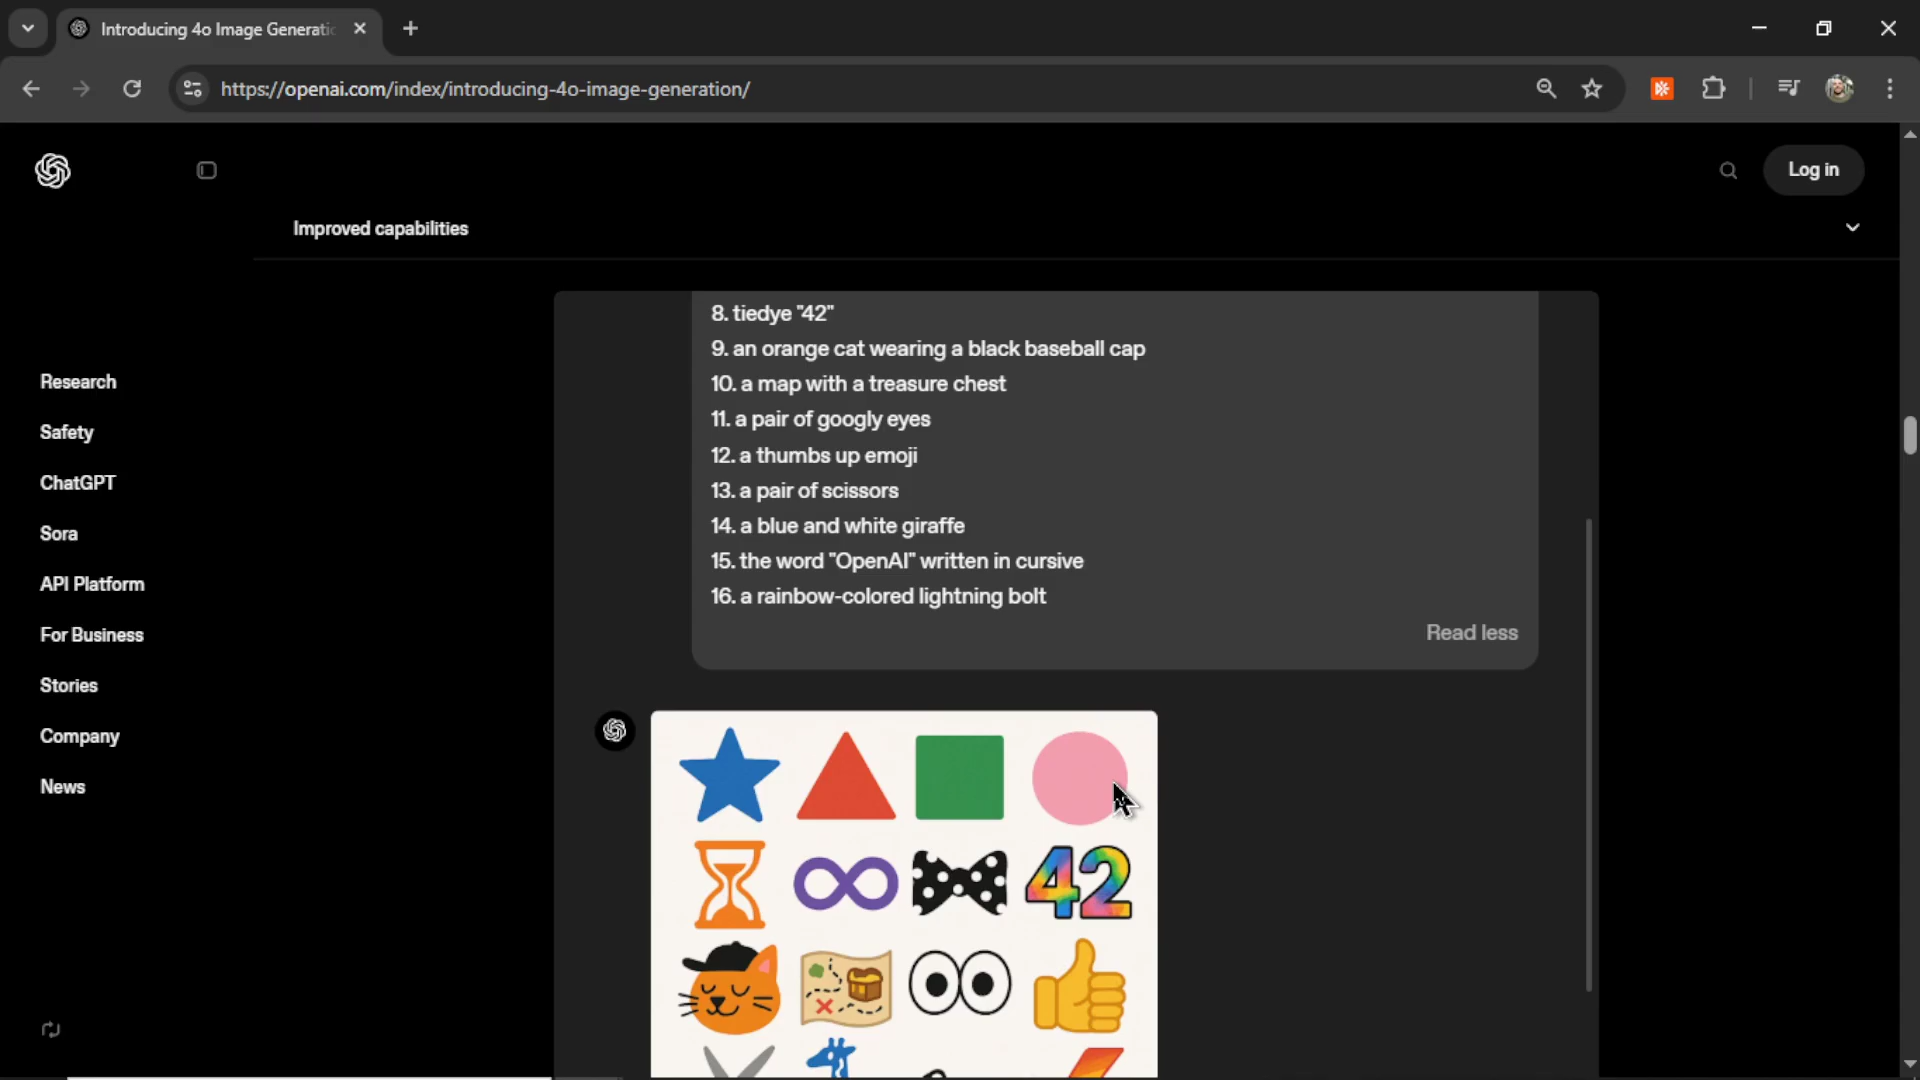 Introducing 4o Image Generatio
https://openai.com/index/introducing-4o-image-generation/
Log in
Improved capabilities
Research
Safety
ChatGPT
Sora
API Platform
For Business
Stories
Company
News
8. tiedye "42"
9. an orange cat wearing a black baseball cap
10. a map with a treasure chest
11. a pair of googly eyes
12. a thumbs up emoji
13. a pair of scissors
14. a blue and white giraffe
15. the word "OpenAI" written in cursive
16. a rainbow-colored lightning bolt
Read less
42